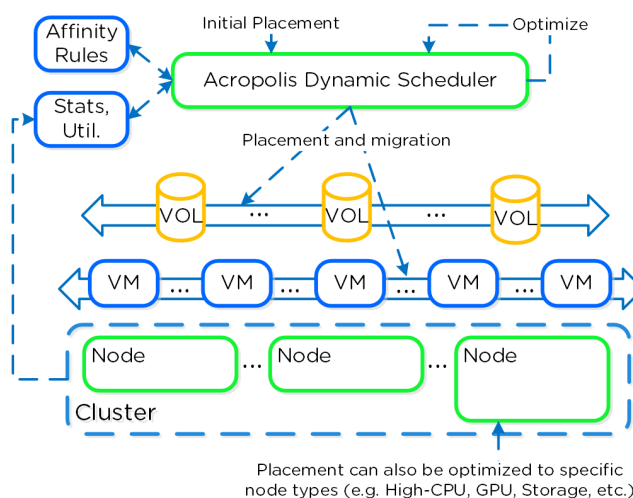 Initial Placement
Optimize
Affinity
Rules
Acropolis Dynamic Scheduler
Stats,
Util.
Placement and migration
VOL ... VOL ... VOL
VM ... VM ... VM ... VM ... VM
Node ... Node ... Node
Cluster
Placement can also be optimized to specific
node types (e.g. High-CPU, GPU, Storage, etc.)